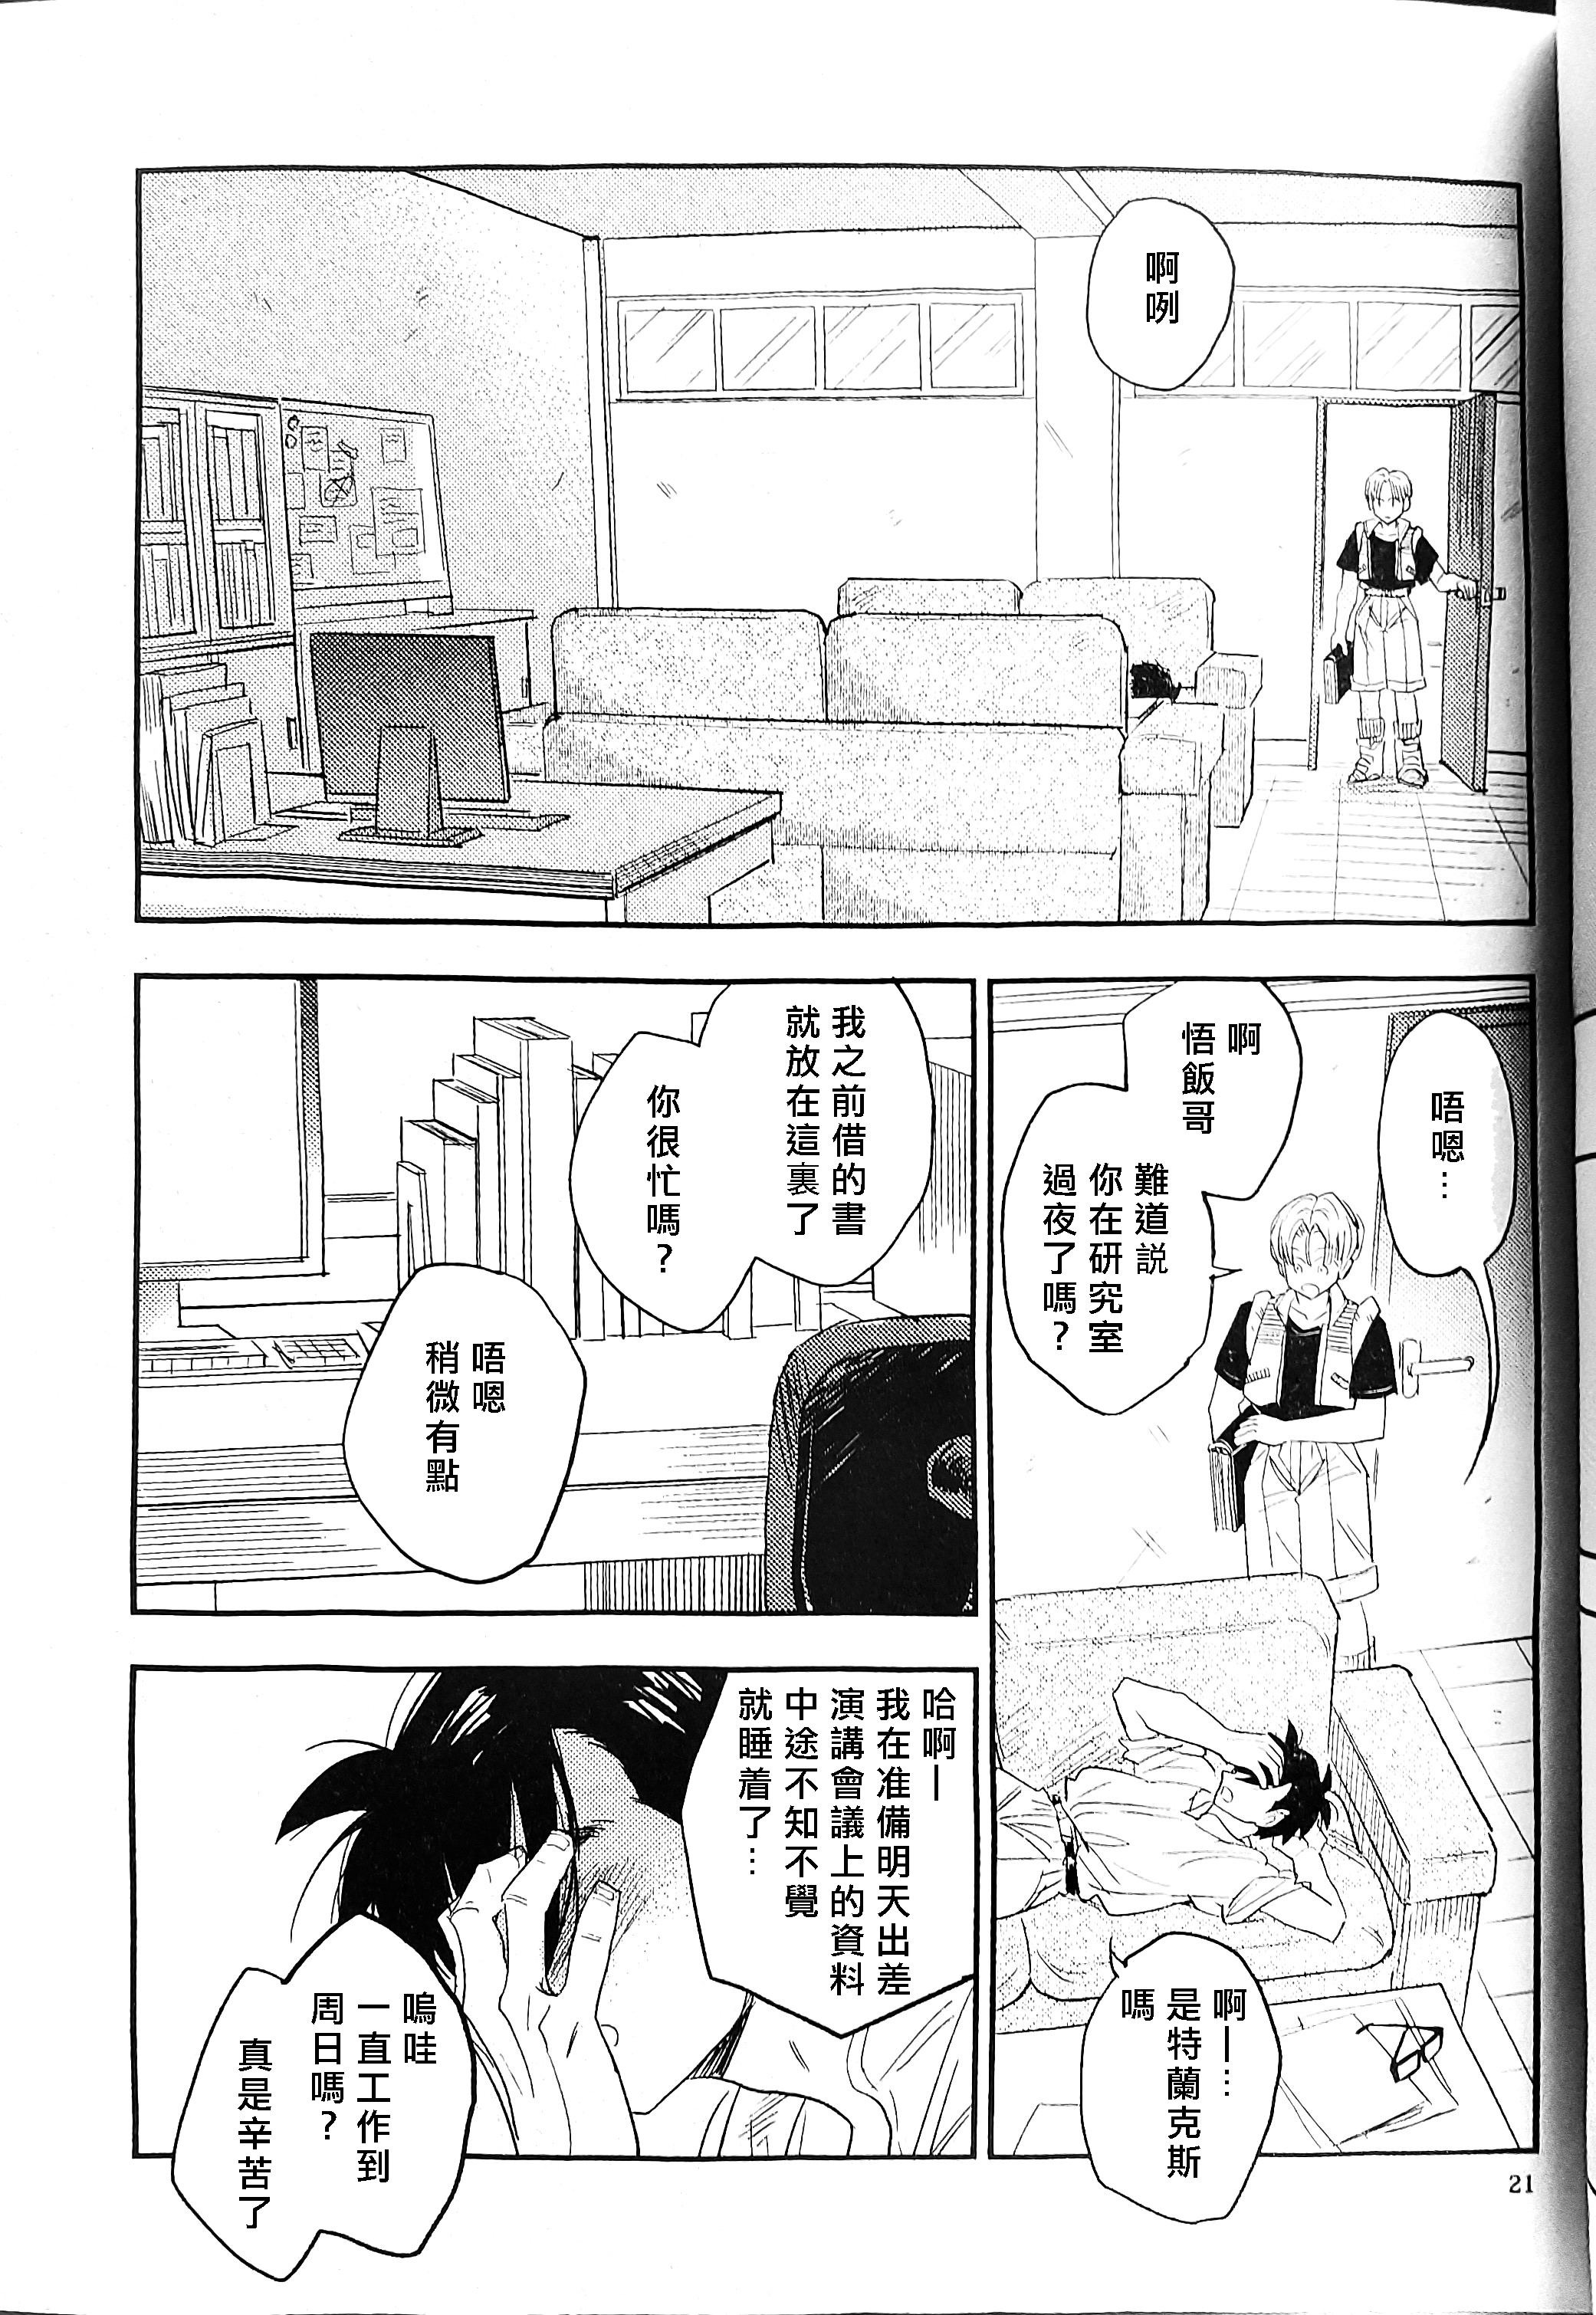 啊
咧
唔嗯…
啊
悟飯哥
難道説
你在研究室
過夜了嗎？
啊ー…
是特蘭克斯
嗎
我之前借的書
就放在這裏了
你很忙嗎？
唔嗯
稍微有點
哈啊ー
我在准備明天出差
演講會議上的資料
中途不知不覺
就睡着了…
嗚哇
一直工作到
周日嗎？
真是辛苦了
21